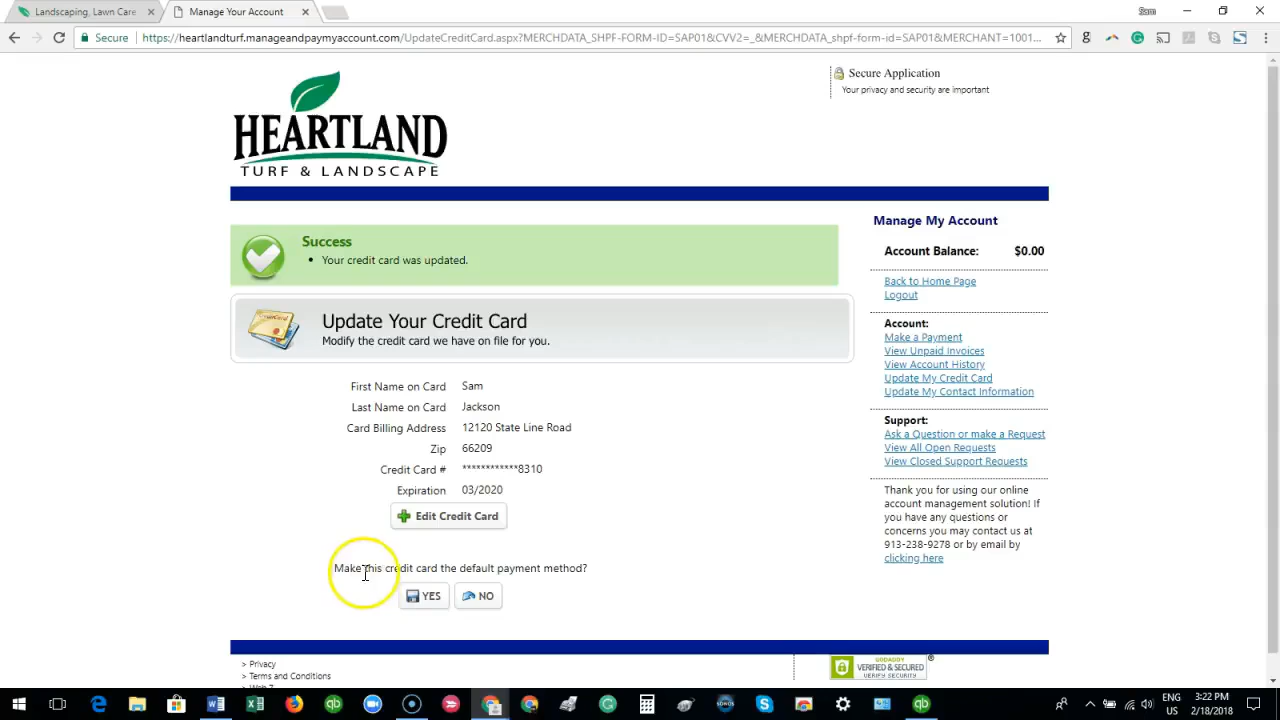 Landscaping, Lawn Care
Manage Your Account
Sam
Secure
https://heartlandturf.manageandpaymyaccount.com/UpdateCreditCard.aspx?MERCHDATA_SHPF-FORM-ID=SAP01&CVV2=_&MERCHDATA_shpf-form-id=SAP01&MERCHANT=1001...
HEARTLAND
TURF & LANDSCAPE
Secure Application
Your privacy and security are important
Success
• Your credit card was updated.
Update Your Credit Card
Modify the credit card we have on file for you.
First Name on Card Sam
Last Name on Card Jackson
Card Billing Address 12120 State Line Road
Zip 66209
Credit Card # ************8310
Expiration 03/2020
Edit Credit Card
Make this credit card the default payment method?
YES NO
Manage My Account
Account Balance: $0.00
Back to Home Page
Logout
Account:
Make a Payment
View Unpaid Invoices
View Account History
Update My Credit Card
Update My Contact Information
Support:
Ask a Question or make a Request
View All Open Requests
View Closed Support Requests
Thank you for using our online
account management solution! If
you have any questions or
concerns you may contact us at
913-238-9278 or by email by
clicking here
> Privacy
> Terms and Conditions
GODADDY
VERIFIED & SECURED
VERIFY SECURITY
ENG
US
3:22 PM
2/18/2018